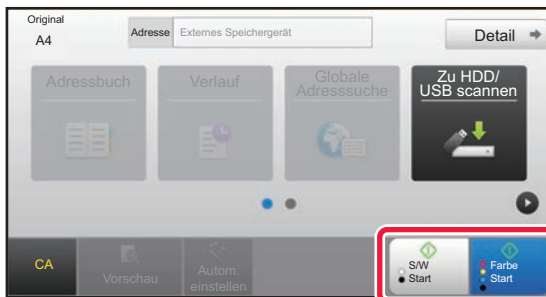 Original
A4
Adresse Externes Speichergerät
Detail
Adressbuch
Verlauf
Globale
Adresssuche
Zu HDD/
USB scannen
CA
Vorschau
Autom.
einstellen
S/W
Start
Farbe
Start